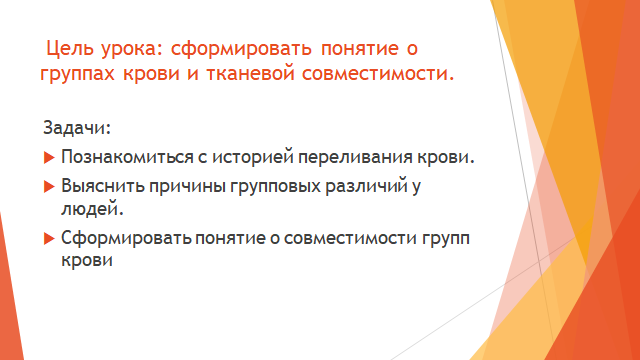 Цель урока: сформировать понятие о
группах крови и тканевой совместимости.
Задачи:
Познакомиться с историей переливания крови.
Выяснить причины групповых различий у
людей.
Сформировать понятие о совместимости групп
крови